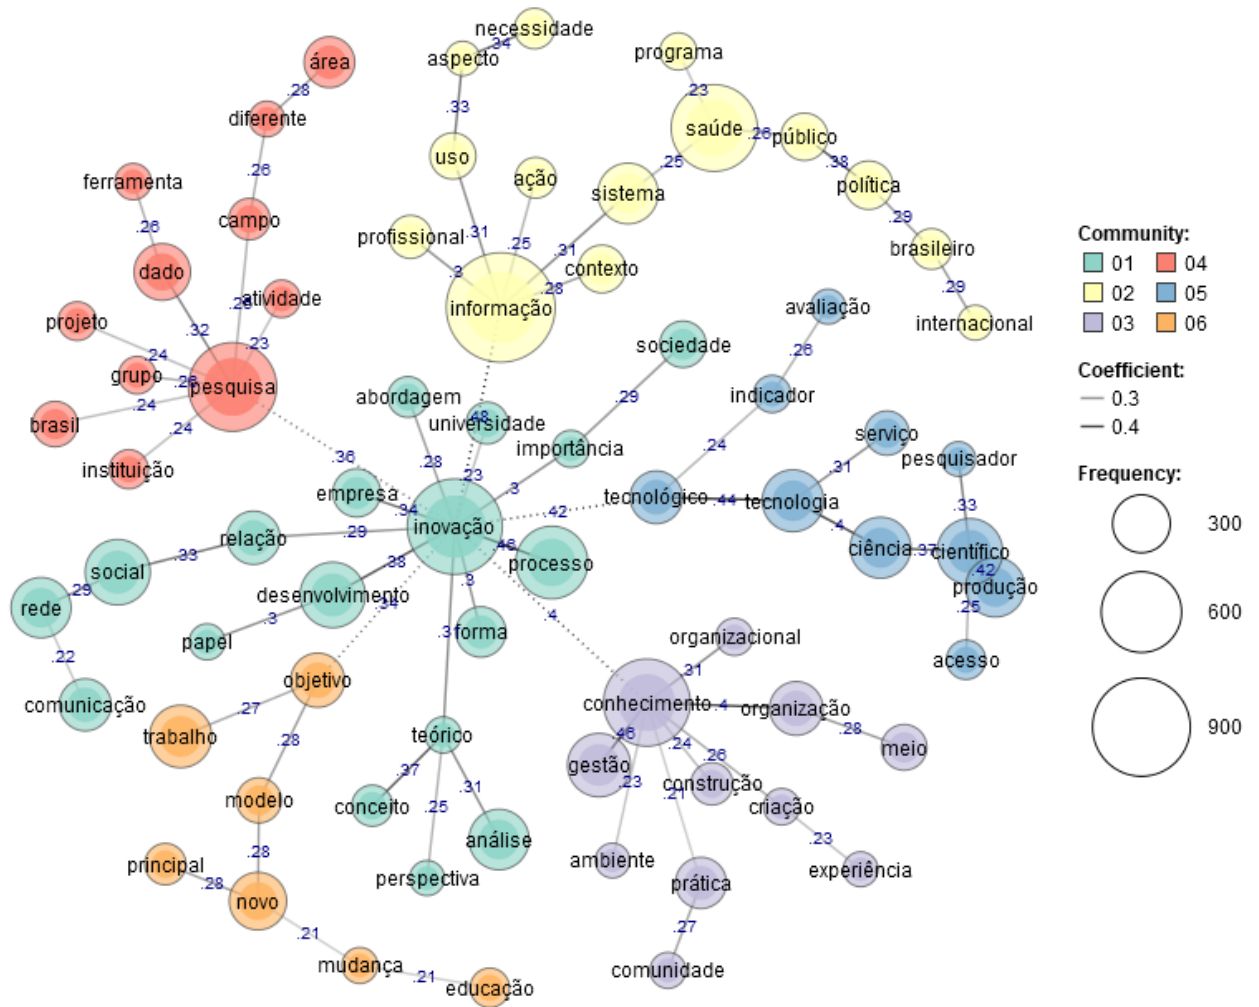 necessidade
.34
aspecto
.33
uso
programa
.23
saúde
.26
público
.38
política
.29
brasileiro
.29
internacional
.25
sistema
ação
.31
.25
.31
profissional
.3
contexto
.28
informação
área
.28
diferente
.26
campo
ferramenta
.26
dado
.32
atividade
.23
projeto
.24
grupo
pesquisa
brasil
.24
.24
instituição
.36
abordagem
.28
.48
universidade
.23
sociedade
.29
importância
.3
empresa
.34
inovação
.42
.46
processo
.29
relação
.33
social
.29
rede
.22
comunicação
.38
desenvolvimento
.3
papel
.34
.3
forma
.3
.4
teórico
.37
conceito
.25
.31
análise
perspectiva
objetivo
.27
trabalho
.28
modelo
.28
principal
.28
novo
.21
mudança
.21
educação
avaliação
.26
indicador
.24
tecnológico
.44
tecnologia
.31
serviço
.4
ciência
.37
pesquisador
.33
científico
.42
produção
.25
acesso
organizacional
.31
conhecimento
.4
organização
.28
meio
.46
gestão
.24
construção
.26
criação
.23
experiência
.23
ambiente
.21
prática
.27
comunidade
Community:
01 04
02 05
03 06
Coefficient:
0.3
0.4
Frequency:
300
600
900